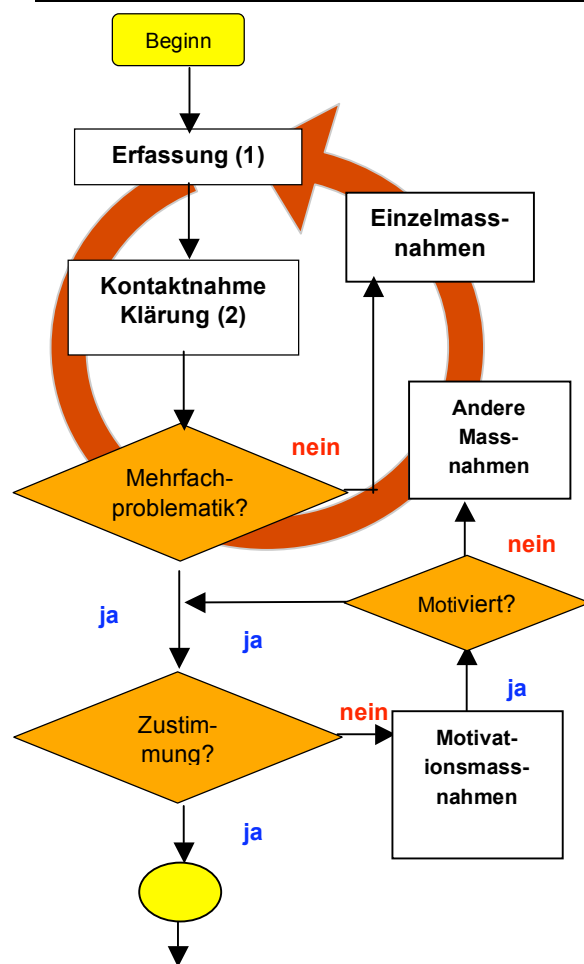 Beginn
Erfassung (1)
Einzelmass-
nahmen
Kontaktnahme
Klärung (2)
Andere
Mass-
nahmen
nein
Mehrfach-
problematik?
nein
Motiviert?
ja
ja
ja
nein
Zustim-
mung?
Motivat-
ionsmass-
nahmen
ja